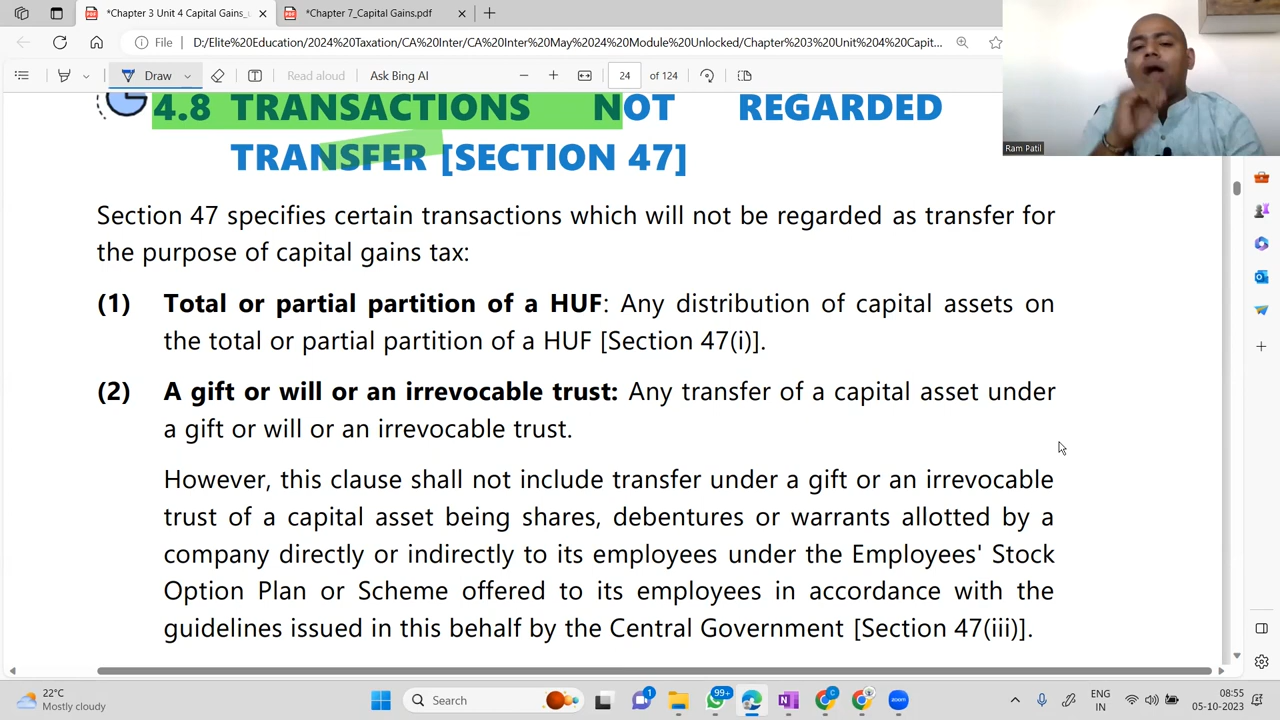 *Chapter 3 Unit 4 Capital Gains_
*Chapter 7_Capital Gains.pdf
File
D:/Elite%20Education/2024%20Taxation/CA%20Inter/CA%20Inter%20May%2024%20Module%20Unlocked/Chapter%203%20Unit%204%20Capit...
Draw
Read aloud
Ask Bing AI
24
of 124
4.8 TRANSACTIONS NOT REGARDED
TRANSFER [SECTION 47]
Section 47 specifies certain transactions which will not be regarded as transfer for
the purpose of capital gains tax:
(1) Total or partial partition of a HUF: Any distribution of capital assets on
the total or partial partition of a HUF [Section 47(i)].
(2) A gift or will or an irrevocable trust: Any transfer of a capital asset under
a gift or will or an irrevocable trust.
However, this clause shall not include transfer under a gift or an irrevocable
trust of a capital asset being shares, debentures or warrants allotted by a
company directly or indirectly to its employees under the Employees' Stock
Option Plan or Scheme offered to its employees in accordance with the
guidelines issued in this behalf by the Central Government [Section 47(iii)].
Ram Patil
22°C
Mostly cloudy
Search
1
99+
zoom
ENG
IN
08:55
05-10-2023